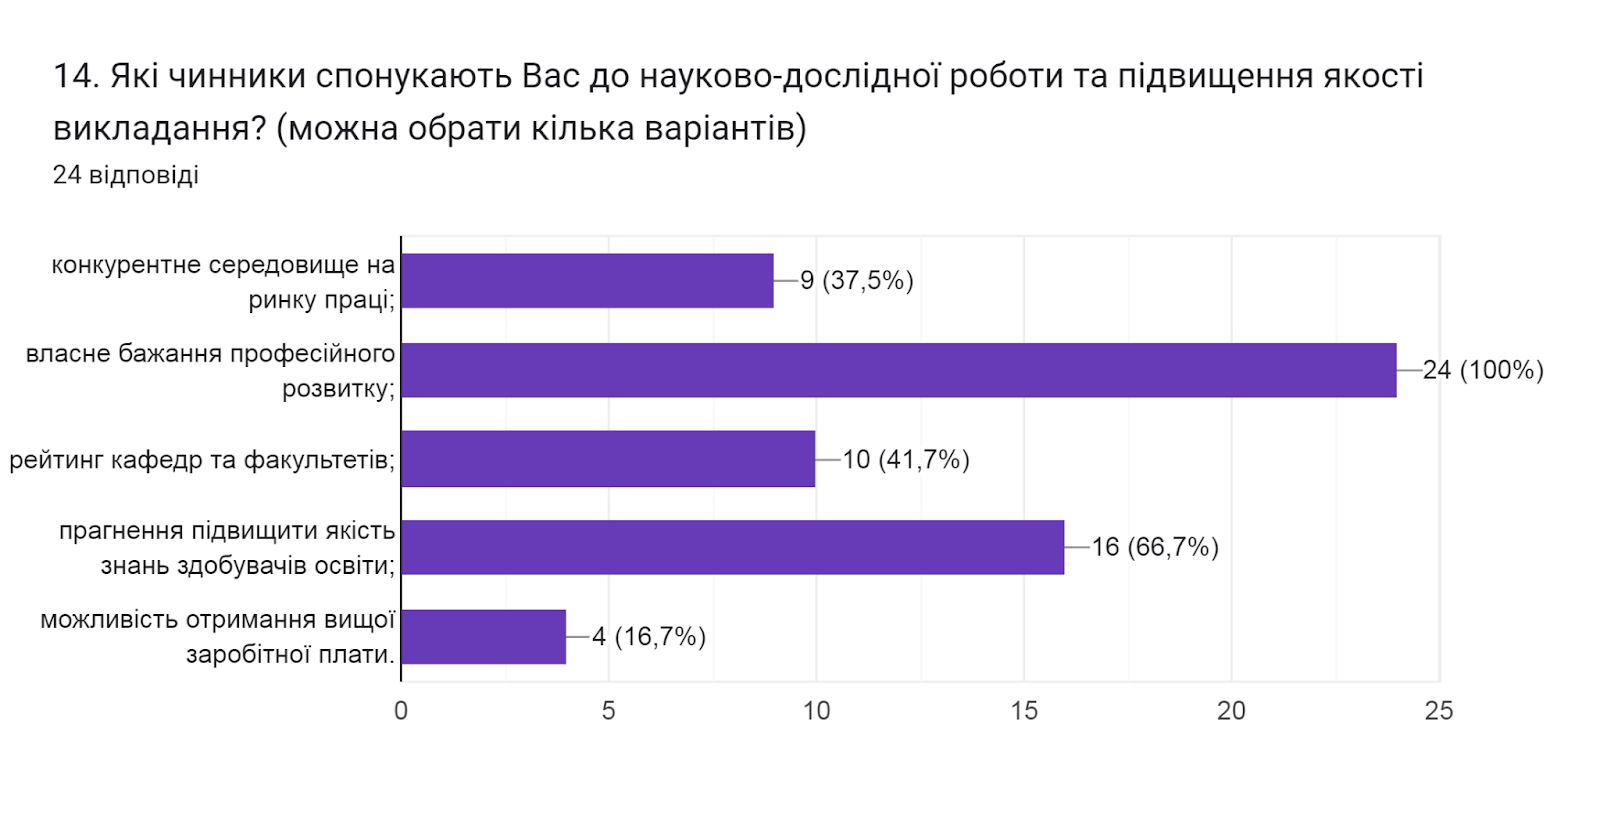 14. Які чинники спонукають Вас до науково-дослідної роботи та підвищення якості
викладання? (можна обрати кілька варіантів)
24 відповіді
конкурентне середовище на
ринку праці;
9 (37,5%)
власне бажання професійного
розвитку;
24 (100%)
рейтинг кафедр та факультетів;
10 (41,7%)
прагнення підвищити якість
знань здобувачів освіти;
16 (66,7%)
можливість отримання вищої
заробітної плати.
4 (16,7%)
0 5 10 15 20 25